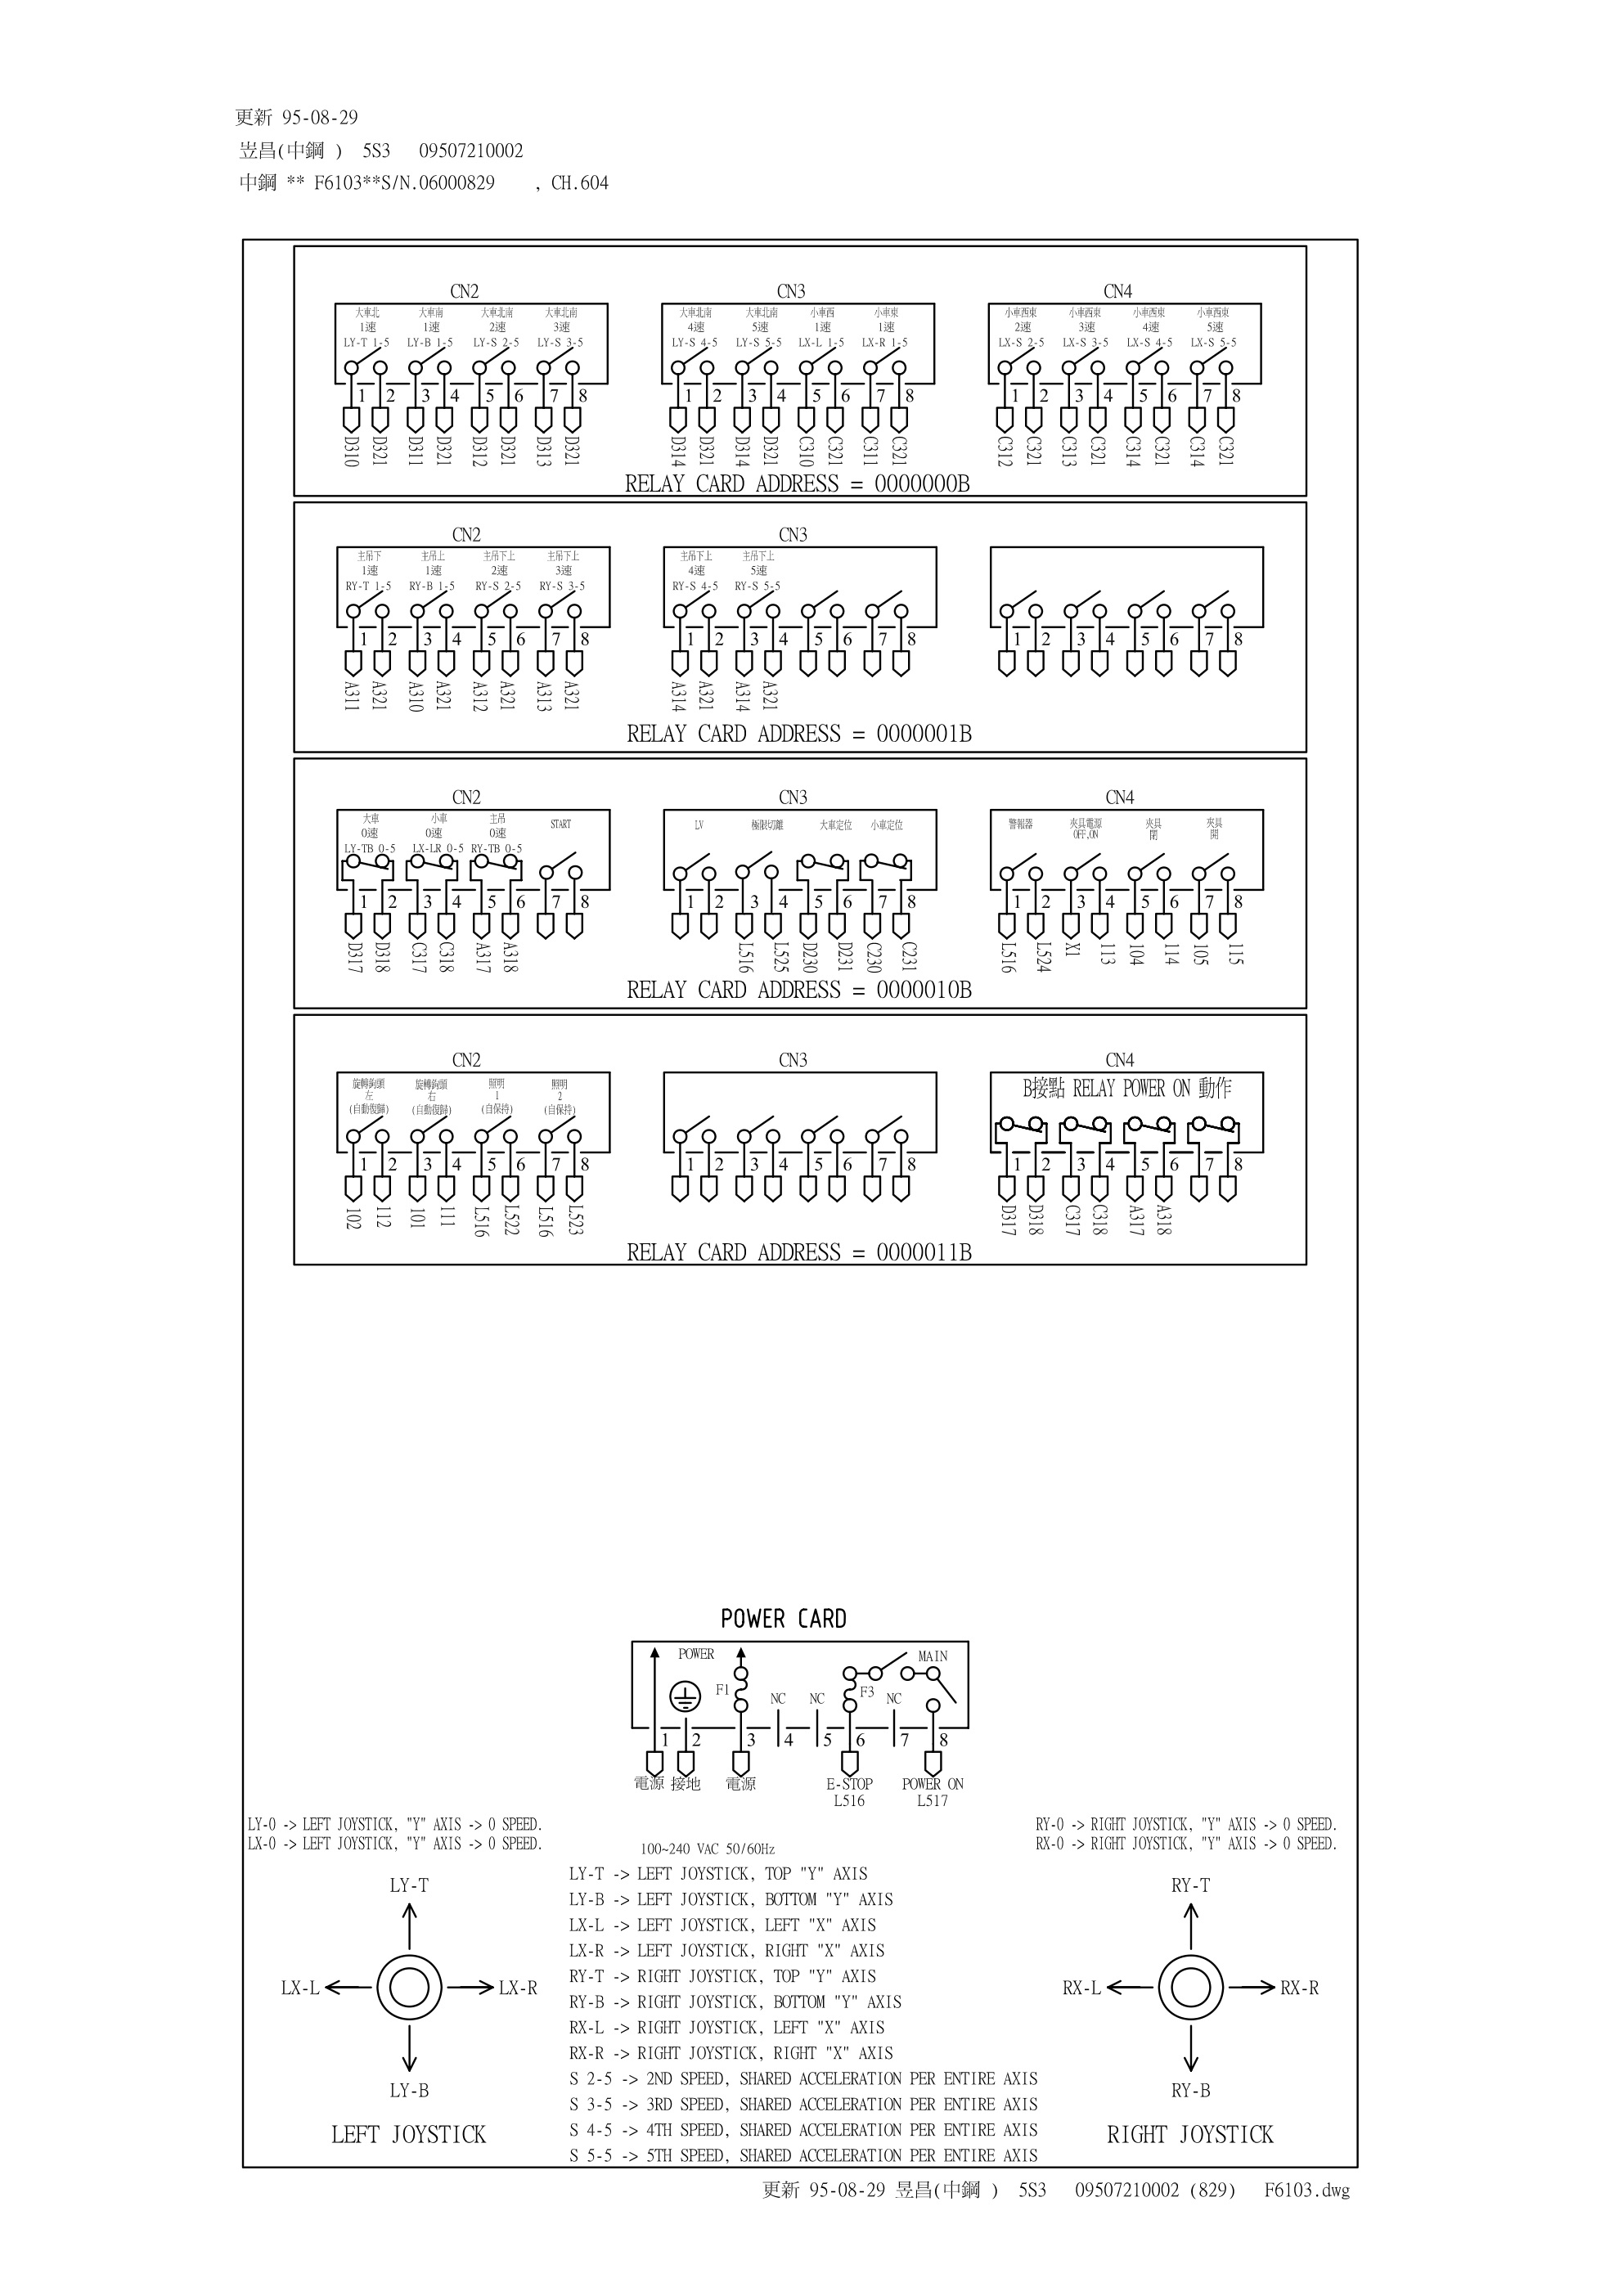 更新 95-08-29
昱昌(中鋼 ) 5S3 09507210002
中鋼 ** F6103**S/N.06000829 , CH.604
CN2 CN3 CN4
大車北 大車南 大車北南 大車北南 大車北南 大車北南 小車西 小車東 小車西東 小車西東 小車西東 小車西東
1速 1速 2速 3速 4速 5速 1速 1速 2速 3速 4速 5速
LY-T 1-5 LY-B 1-5 LY-S 2-5 LY-S 3-5 LY-S 4-5 LY-S 5-5 LX-L 1-5 LX-R 1-5 LX-S 2-5 LX-S 3-5 LX-S 4-5 LX-S 5-5
1 2 3 4 5 6 7 8 1 2 3 4 5 6 7 8 1 2 3 4 5 6 7 8
D310 D321 D311 D321 D312 D321 D313 D321 D314 D321 D314 D321 C310 C321 C311 C321 C312 C321 C313 C321 C314 C321 C314 C321
RELAY CARD ADDRESS = 0000000B
CN2 CN3
主吊下 主吊上 主吊下上 主吊下上 主吊下上 主吊下上
1速 1速 2速 3速 4速 5速
RY-T 1-5 RY-B 1-5 RY-S 2-5 RY-S 3-5 RY-S 4-5 RY-S 5-5
1 2 3 4 5 6 7 8 1 2 3 4 5 6 7 8 1 2 3 4 5 6 7 8
A311 A321 A310 A321 A312 A321 A313 A321 A314 A321 A314 A321
RELAY CARD ADDRESS = 0000001B
CN2 CN3 CN4
大車 小車 主吊 START LV 極限切離 大車定位 小車定位 警報器 夾具電源 夾具 夾具
0速 0速 0速 OFF,ON 閉 開
LY-TB 0-5 LX-LR 0-5 RY-TB 0-5
1 2 3 4 5 6 7 8 1 2 3 4 5 6 7 8 1 2 3 4 5 6 7 8
D317 D318 C317 C318 A317 A318 L516 L525 D230 D231 C230 C231 L516 L524 X1 113 104 114 105 115
RELAY CARD ADDRESS = 0000010B
CN2 CN3 CN4
旋轉鉤頭 旋轉鉤頭 照明 照明 B接點 RELAY POWER ON 動作
左 右 1 2
(自動復歸) (自動復歸) (自保持) (自保持)
1 2 3 4 5 6 7 8 1 2 3 4 5 6 7 8 1 2 3 4 5 6 7 8
102 112 101 111 L516 L522 L516 L523 D317 D318 C317 C318 A317 A318
RELAY CARD ADDRESS = 0000011B
POWER CARD
POWER MAIN
F1 NC NC F3 NC
1 2 3 4 5 6 7 8
電源 接地 電源 E-STOP POWER ON
L516 L517
LY-0 -> LEFT JOYSTICK, "Y" AXIS -> 0 SPEED.
LX-0 -> LEFT JOYSTICK, "Y" AXIS -> 0 SPEED.
RY-0 -> RIGHT JOYSTICK, "Y" AXIS -> 0 SPEED.
RX-0 -> RIGHT JOYSTICK, "Y" AXIS -> 0 SPEED.
100~240 VAC 50/60Hz
LY-T -> LEFT JOYSTICK, TOP "Y" AXIS
LY-B -> LEFT JOYSTICK, BOTTOM "Y" AXIS
LX-L -> LEFT JOYSTICK, LEFT "X" AXIS
LX-R -> LEFT JOYSTICK, RIGHT "X" AXIS
RY-T -> RIGHT JOYSTICK, TOP "Y" AXIS
RY-B -> RIGHT JOYSTICK, BOTTOM "Y" AXIS
RX-L -> RIGHT JOYSTICK, LEFT "X" AXIS
RX-R -> RIGHT JOYSTICK, RIGHT "X" AXIS
S 2-5 -> 2ND SPEED, SHARED ACCELERATION PER ENTIRE AXIS
S 3-5 -> 3RD SPEED, SHARED ACCELERATION PER ENTIRE AXIS
S 4-5 -> 4TH SPEED, SHARED ACCELERATION PER ENTIRE AXIS
S 5-5 -> 5TH SPEED, SHARED ACCELERATION PER ENTIRE AXIS
LY-T
LX-L LX-R
LY-B
LEFT JOYSTICK
RY-T
RX-L RX-R
RY-B
RIGHT JOYSTICK
更新 95-08-29 昱昌(中鋼 ) 5S3 09507210002 (829) F6103.dwg